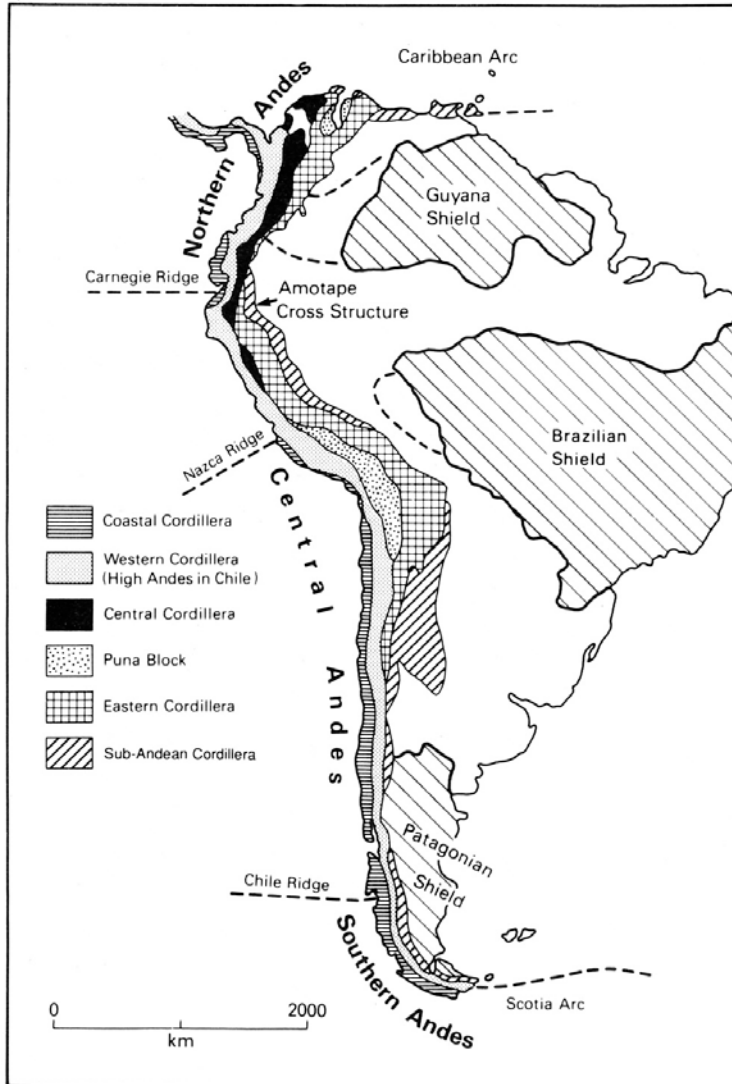 Caribbean Arc
Northern Andes
Guyana
Shield
Carnegie Ridge
Amotape
Cross Structure
Brazilian
Shield
Nazca Ridge
Central Andes
Coastal Cordillera
Western Cordillera
(High Andes in Chile)
Central Cordillera
Puna Block
Eastern Cordillera
Sub-Andean Cordillera
Patagonian
Shield
Chile Ridge
Southern Andes
Scotia Arc
0 2000
km